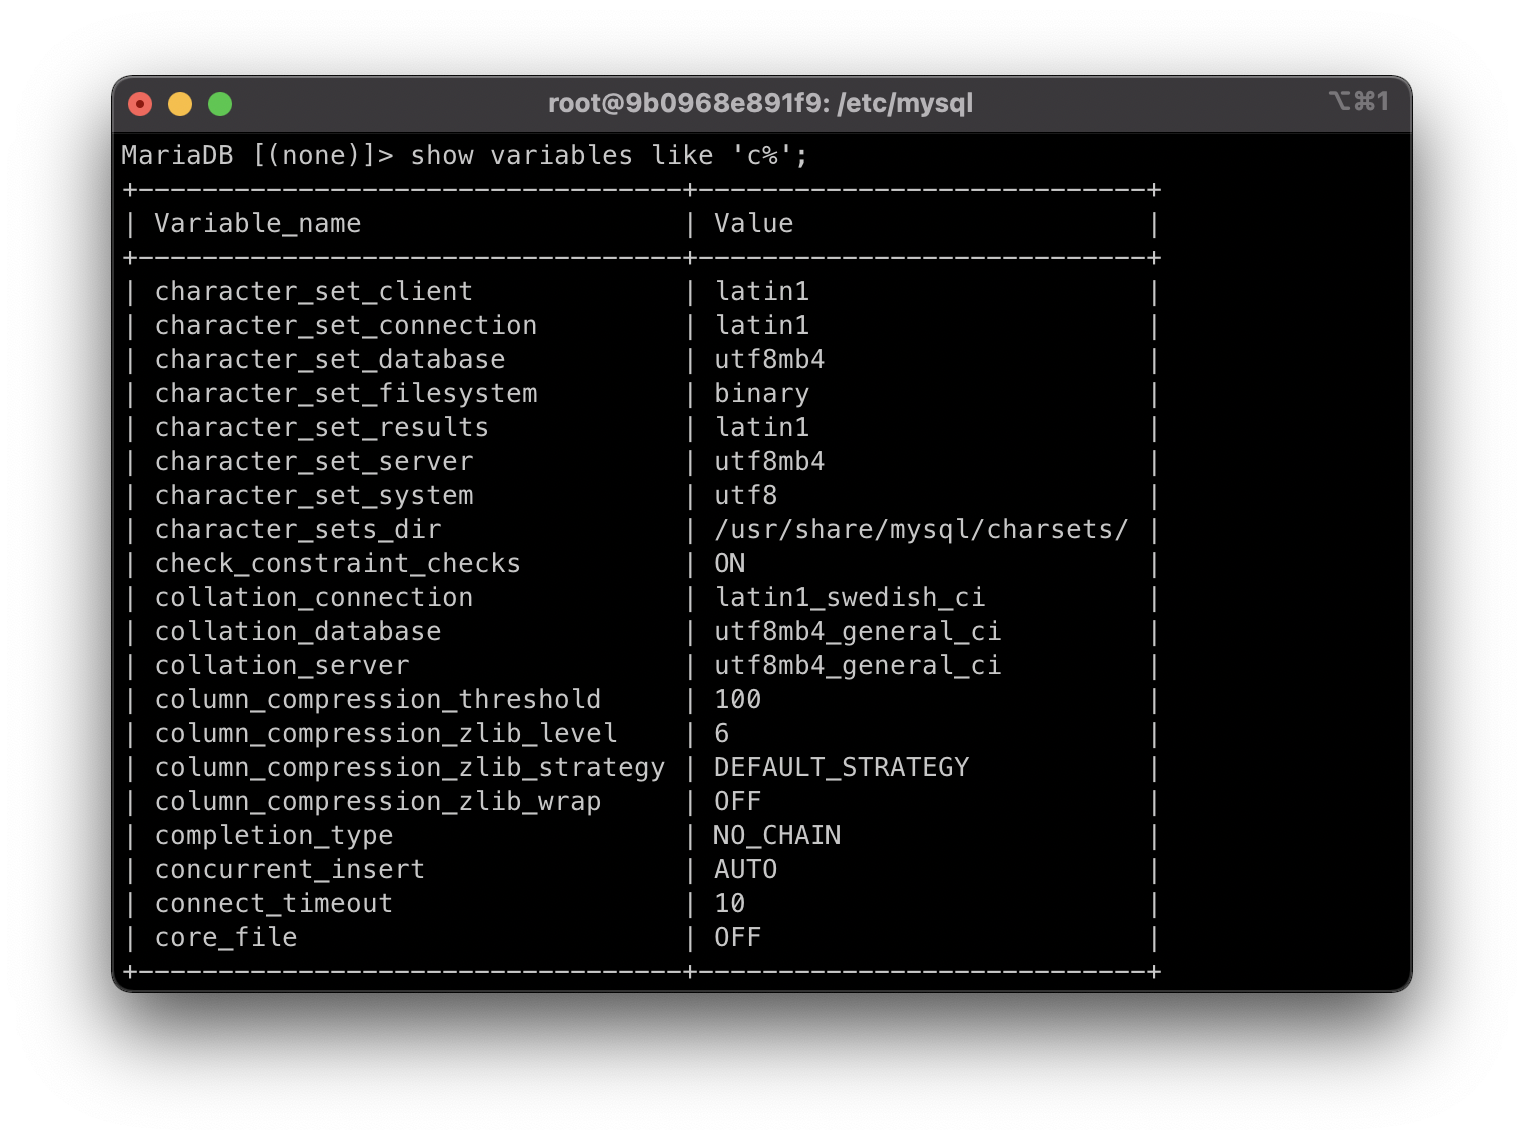 root@9b0968e891f9: /etc/mysql ⌥⌘1
MariaDB [(none)]> show variables like 'c%';
+----------------------------------+----------------------------+
| Variable_name                    | Value                      |
+----------------------------------+----------------------------+
| character_set_client             | latin1                     |
| character_set_connection         | latin1                     |
| character_set_database           | utf8mb4                    |
| character_set_filesystem         | binary                     |
| character_set_results            | latin1                     |
| character_set_server             | utf8mb4                    |
| character_set_system             | utf8                       |
| character_sets_dir               | /usr/share/mysql/charsets/ |
| check_constraint_checks          | ON                         |
| collation_connection             | latin1_swedish_ci          |
| collation_database               | utf8mb4_general_ci         |
| collation_server                 | utf8mb4_general_ci         |
| column_compression_threshold     | 100                        |
| column_compression_zlib_level    | 6                          |
| column_compression_zlib_strategy | DEFAULT_STRATEGY           |
| column_compression_zlib_wrap     | OFF                        |
| completion_type                  | NO_CHAIN                   |
| concurrent_insert                | AUTO                       |
| connect_timeout                  | 10                         |
| core_file                        | OFF                        |
+----------------------------------+----------------------------+